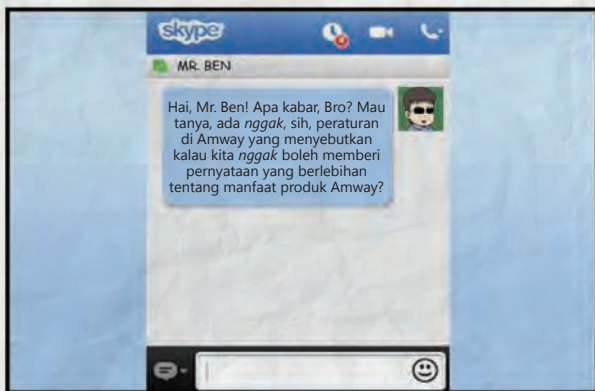 skype
MR. BEN
Hai, Mr. Ben! Apa kabar, Bro? Mau
tanya, ada nggak, sih, peraturan
di Amway yang menyebutkan
kalau kita nggak boleh memberi
pernyataan yang berlebihan
tentang manfaat produk Amway?